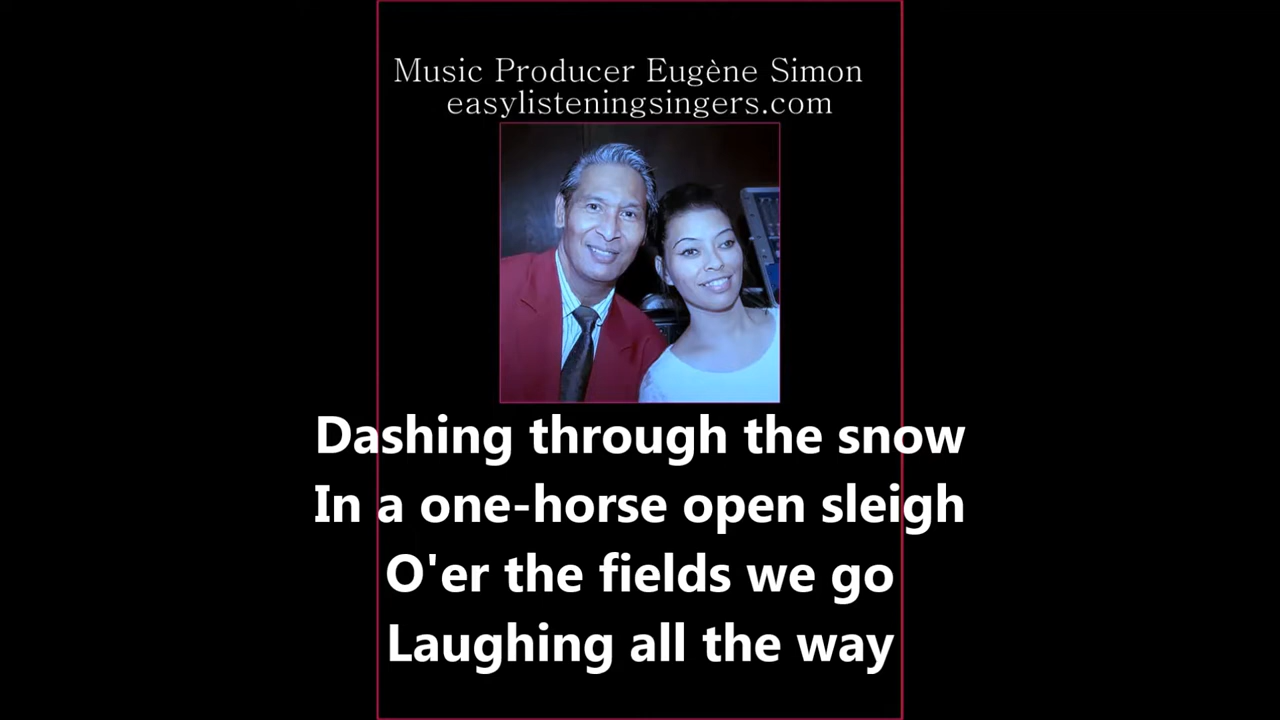 Music Producer Eugène Simon
easylisteningsingers.com
Dashing through the snow
In a one-horse open sleigh
O'er the fields we go
Laughing all the way